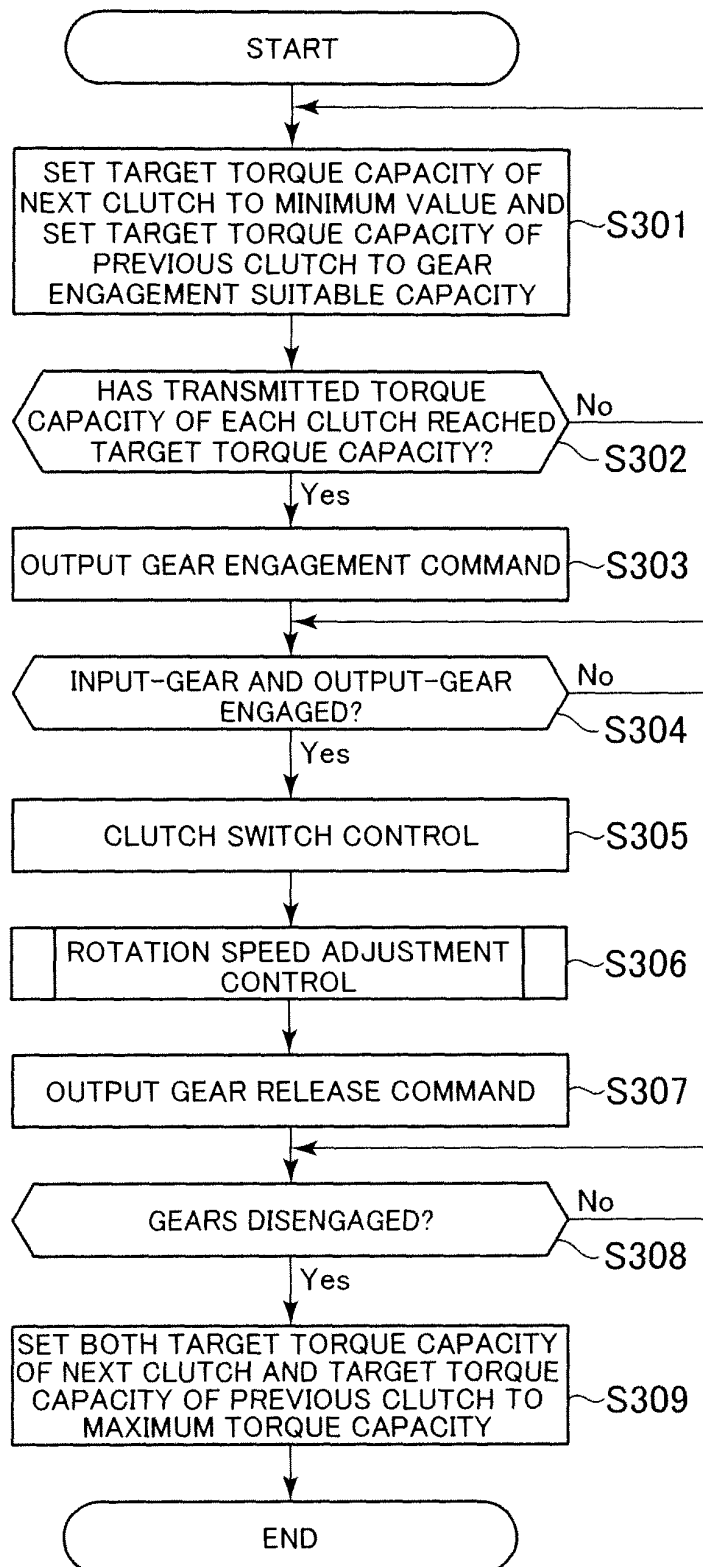 START
SET TARGET TORQUE CAPACITY OF
NEXT CLUTCH TO MINIMUM VALUE AND
SET TARGET TORQUE CAPACITY OF
PREVIOUS CLUTCH TO GEAR
ENGAGEMENT SUITABLE CAPACITY
S301
HAS TRANSMITTED TORQUE
CAPACITY OF EACH CLUTCH REACHED
TARGET TORQUE CAPACITY?
No
S302
Yes
OUTPUT GEAR ENGAGEMENT COMMAND
S303
INPUT-GEAR AND OUTPUT-GEAR
ENGAGED?
No
S304
Yes
CLUTCH SWITCH CONTROL
S305
ROTATION SPEED ADJUSTMENT
CONTROL
S306
OUTPUT GEAR RELEASE COMMAND
S307
GEARS DISENGAGED?
No
S308
Yes
SET BOTH TARGET TORQUE CAPACITY
OF NEXT CLUTCH AND TARGET TORQUE
CAPACITY OF PREVIOUS CLUTCH TO
MAXIMUM TORQUE CAPACITY
S309
END